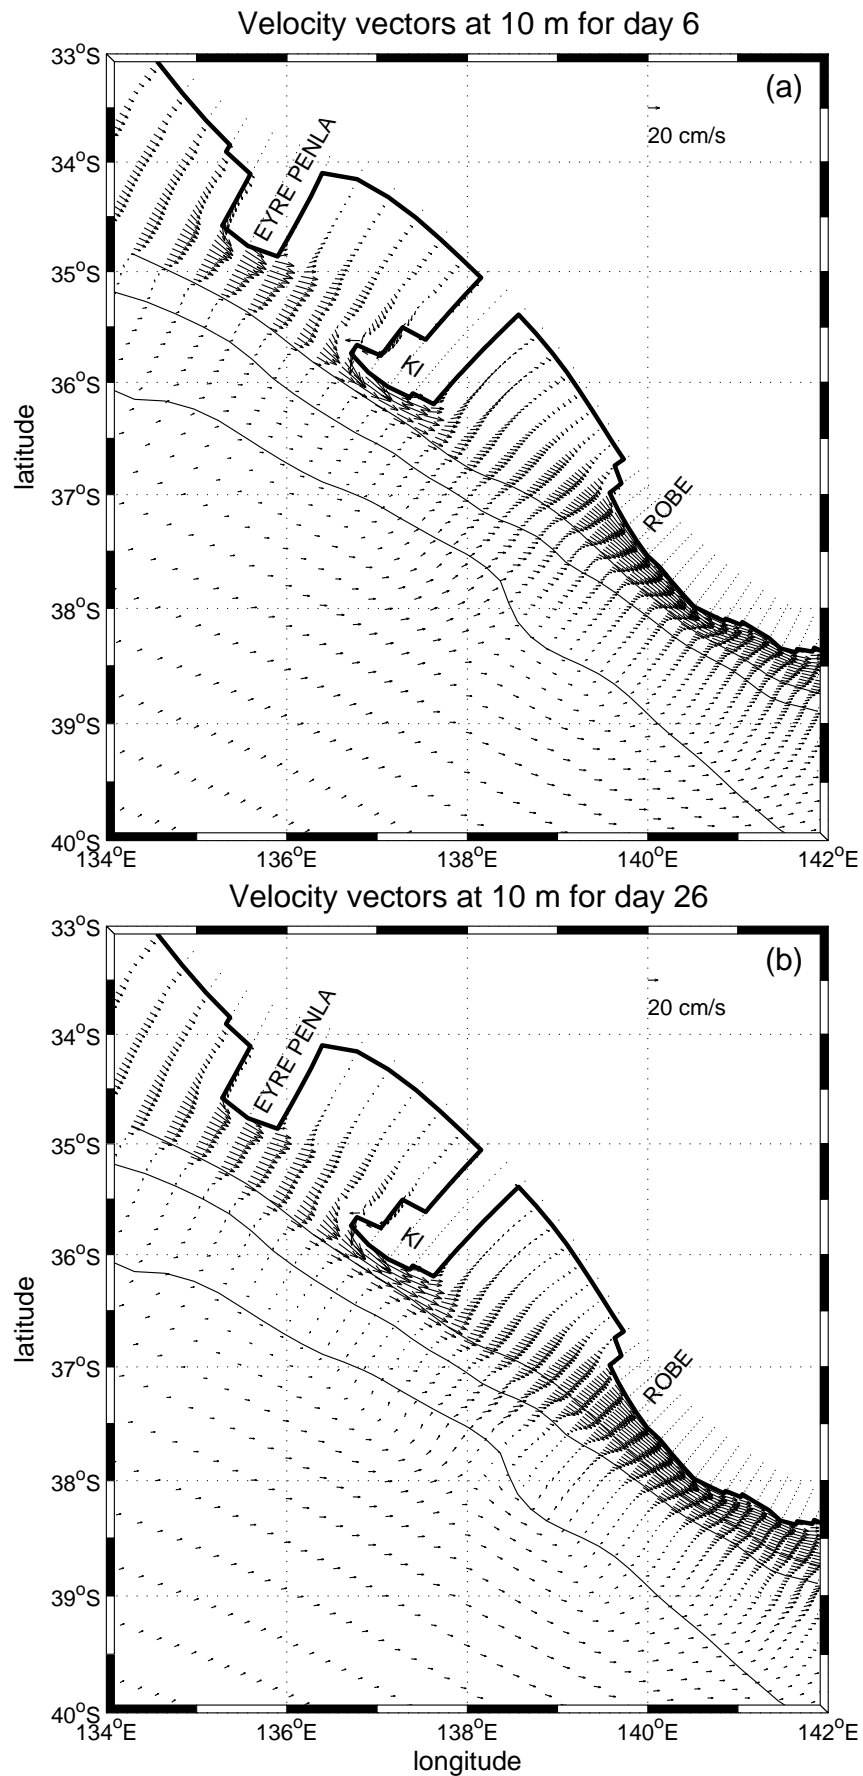 Velocity vectors at 10 m for day 6
33°S
(a)
20 cm/s
34°S
EYRE PENLA
35°S
36°S
KI
latitude
37°S
ROBE
38°S
39°S
40°S
134°E 136°E 138°E 140°E 142°E
Velocity vectors at 10 m for day 26
33°S
(b)
20 cm/s
34°S
EYRE PENLA
35°S
36°S
KI
latitude
37°S
ROBE
38°S
39°S
40°S
134°E 136°E 138°E 140°E 142°E
longitude